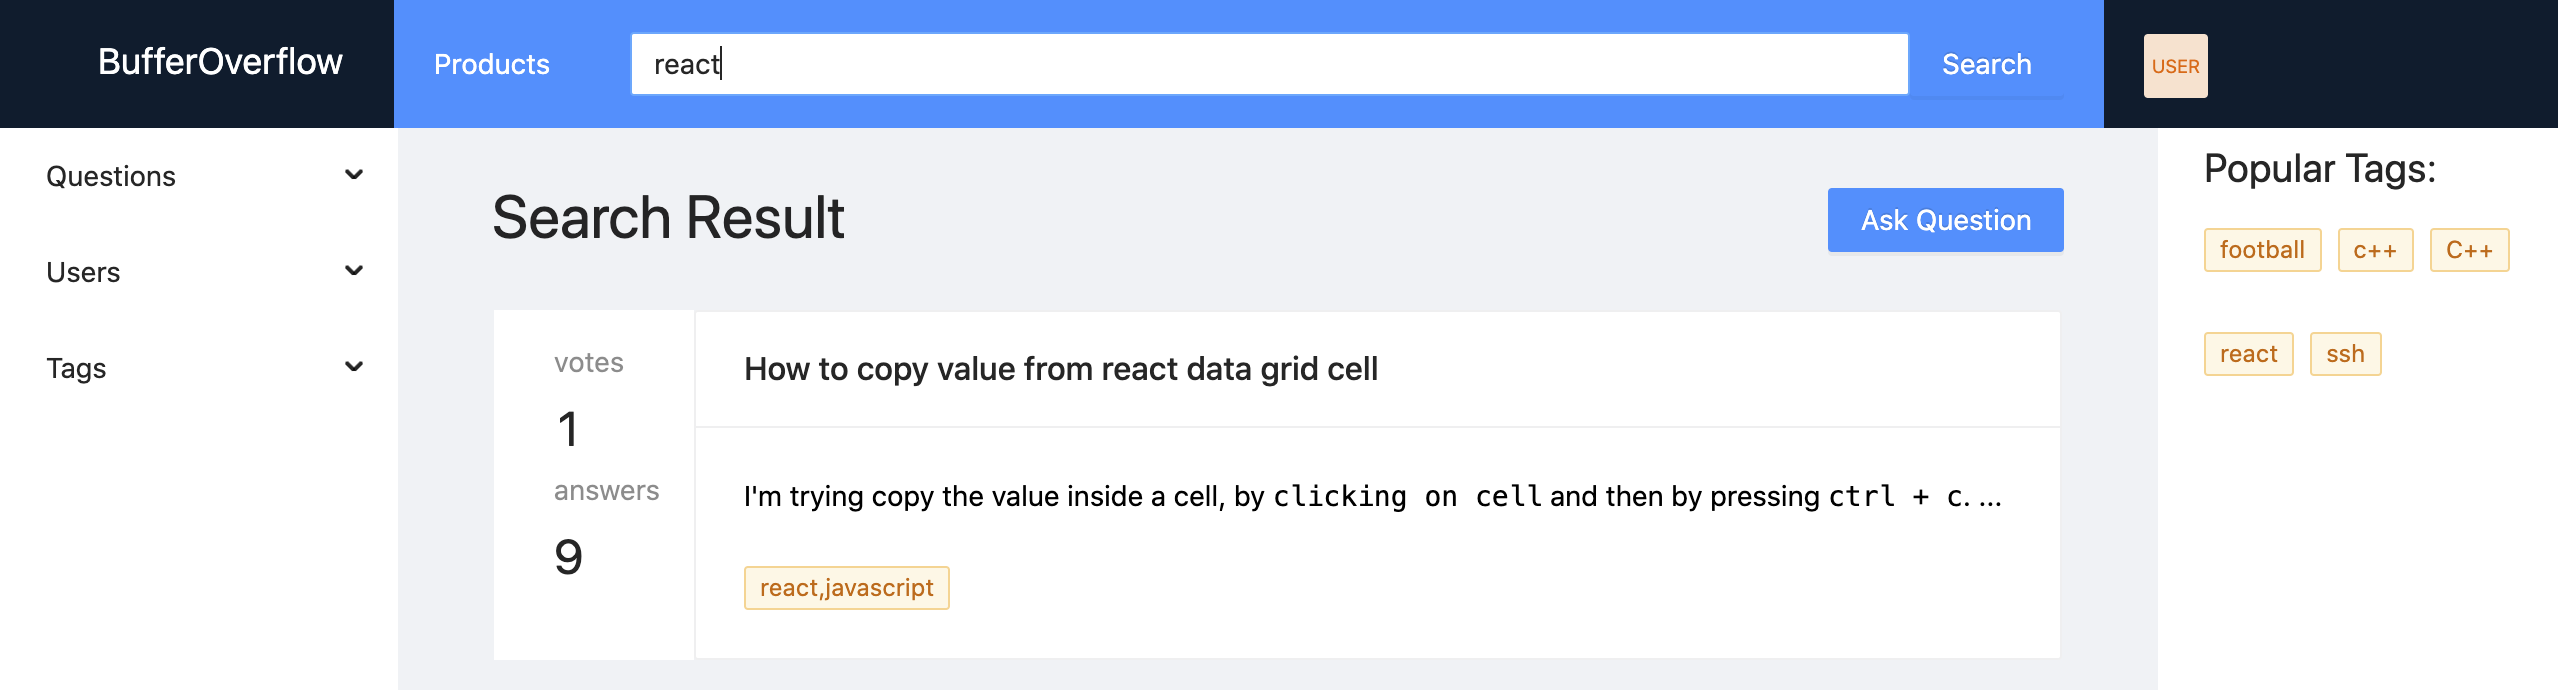 BufferOverflow
Products
react
Search
USER
Questions
Users
Tags
Search Result
Ask Question
votes
1
answers
9
How to copy value from react data grid cell
I'm trying copy the value inside a cell, by clicking on cell and then by pressing ctrl + c. ...
react,javascript
Popular Tags:
football c++ C++
react ssh